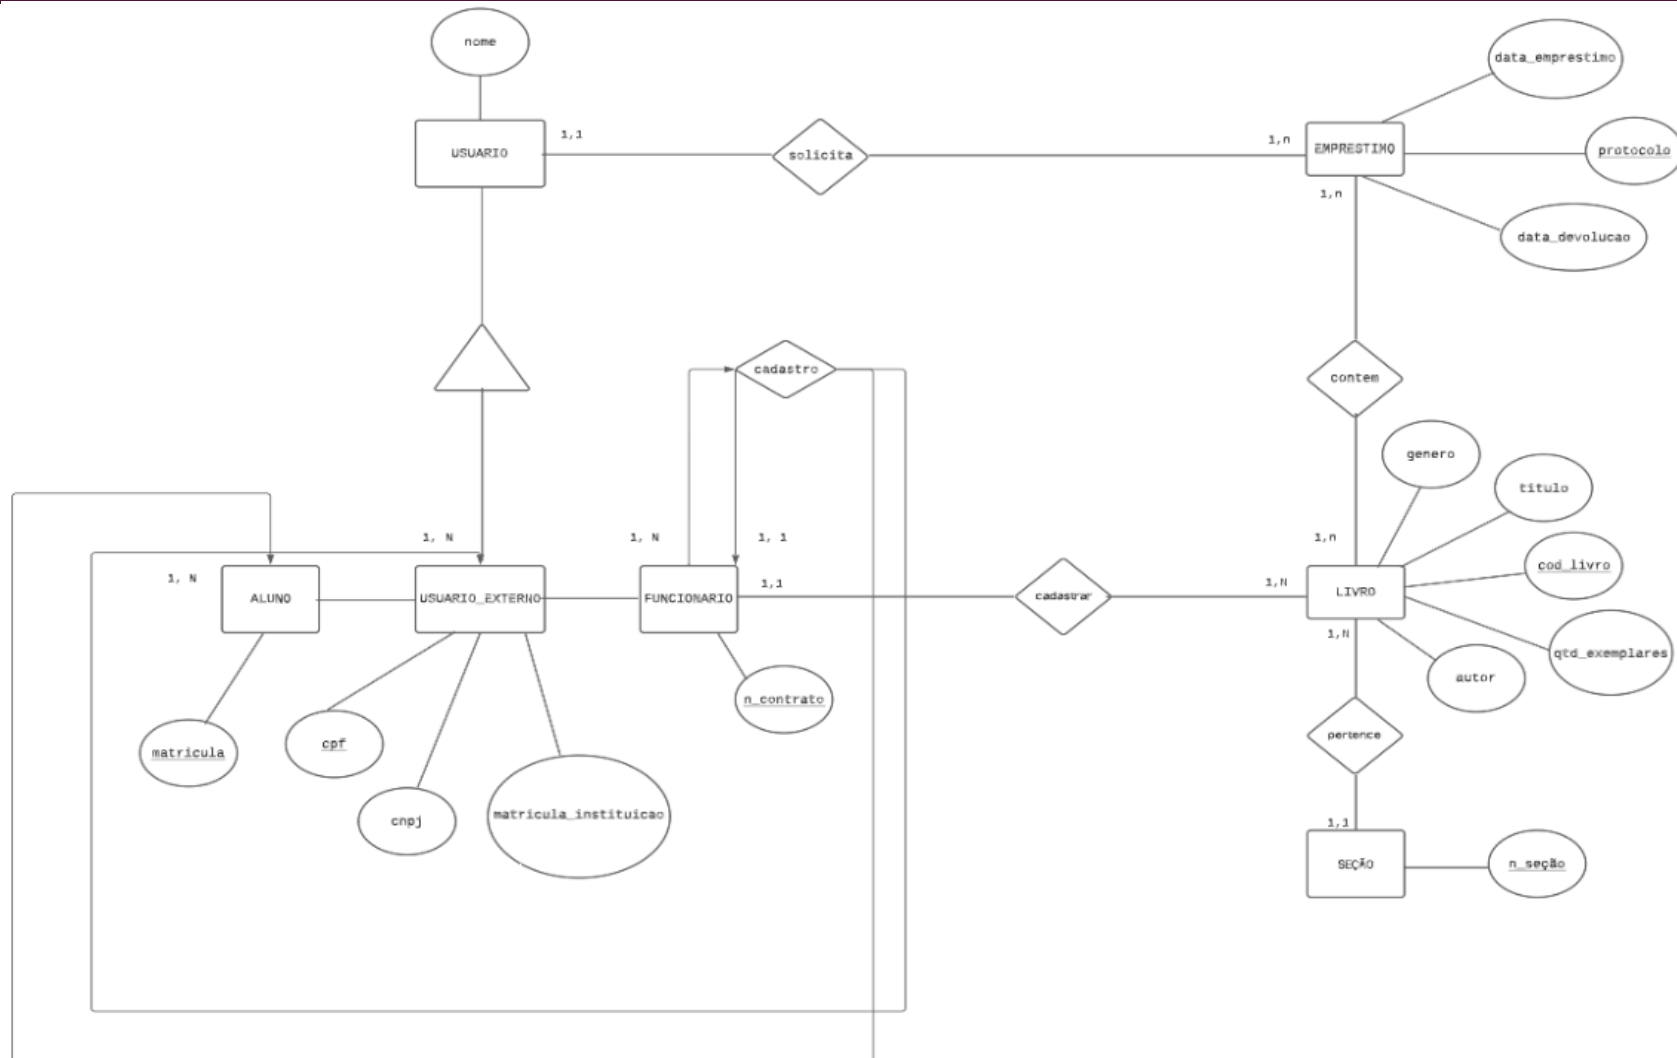 nome
data_emprestimo
1,1
USUARIO
solicita
1,n
EMPRESTIMO
protocolo
1,n
data_devolucao
cadastro
contem
genero
titulo
1, N
1, N
1, 1
1,n
cod_livro
1, N
ALUNO
USUARIO_EXTERNO
FUNCIONARIO
1,1
cadastrar
1,N
LIVRO
1,N
qtd_exemplares
autor
n_contrato
matricula
cpf
pertence
cnpj
matricula_instituicao
1,1
SEÇÃO
n_seção